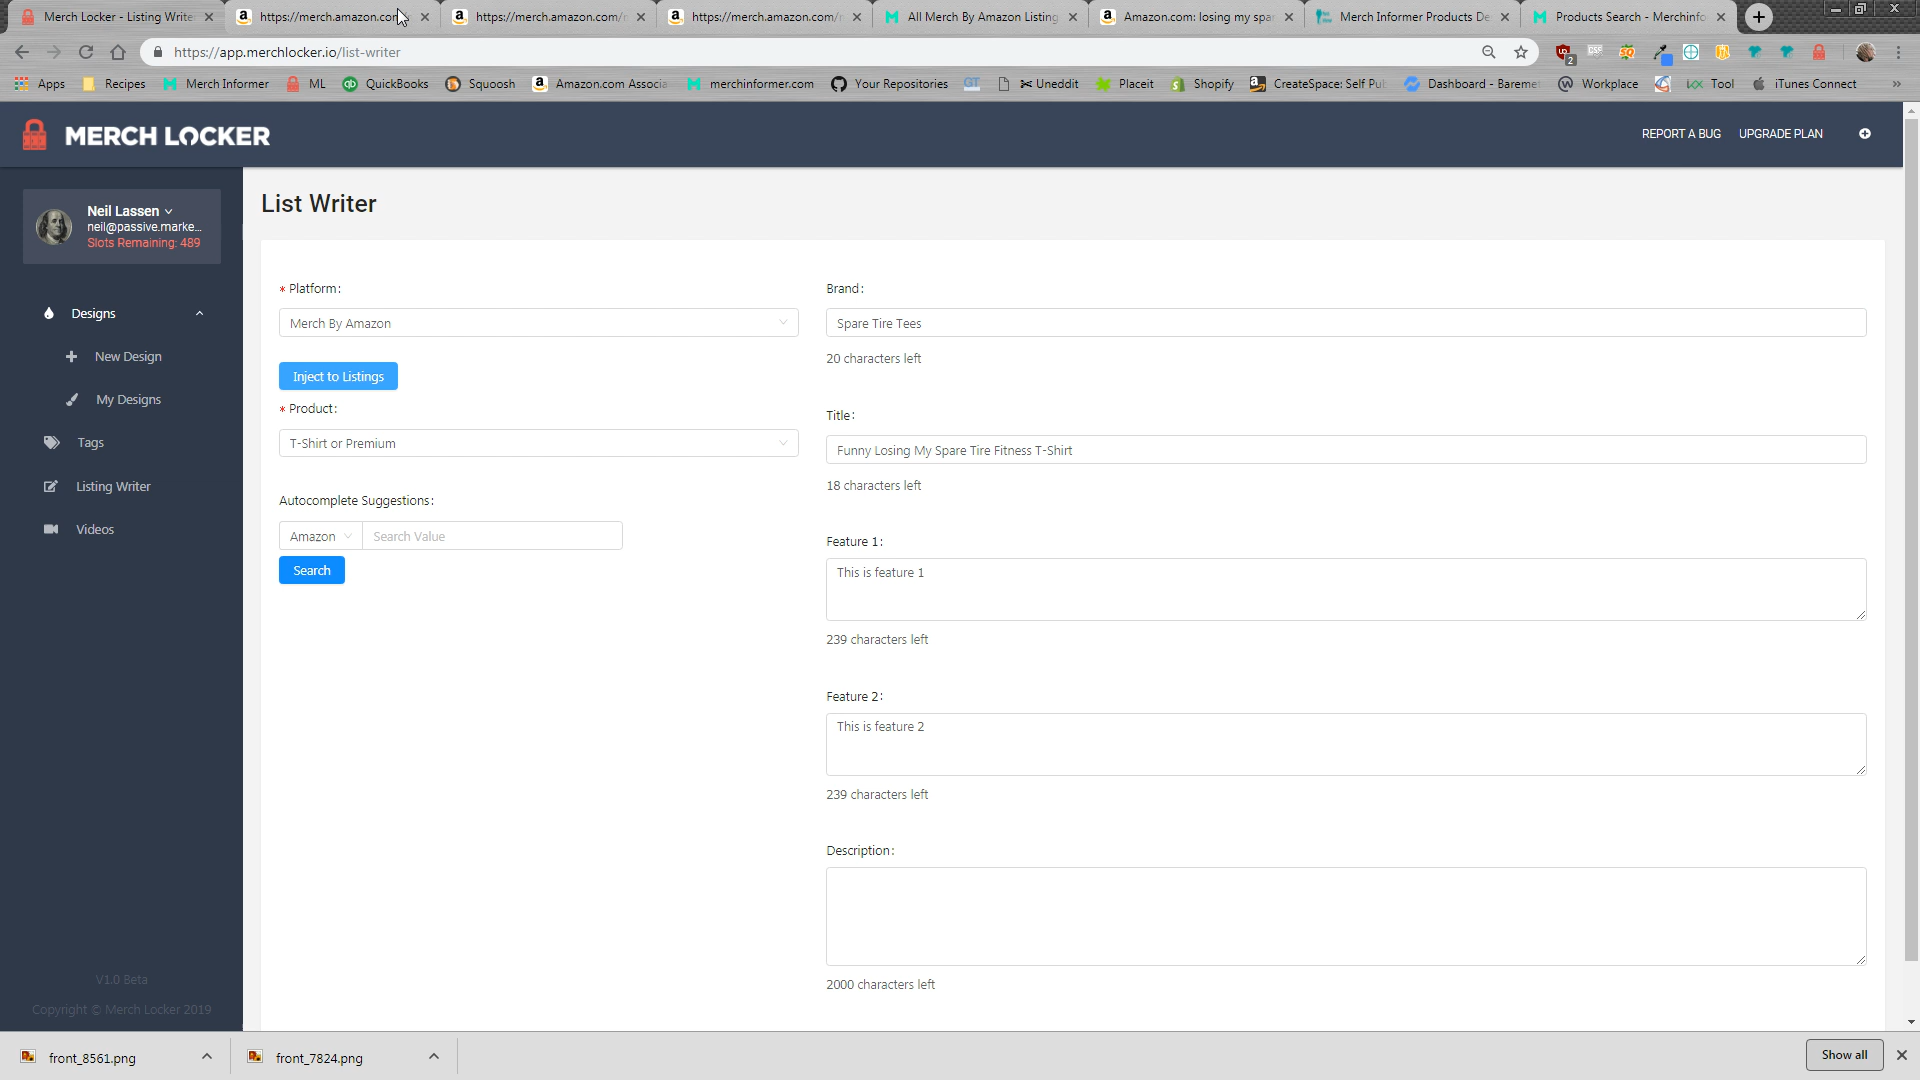 Merch Locker - Listing Write
https://merch.amazon.co
https://merch.amazon.com/
https://merch.amazon.com/r
All Merch By Amazon Listing
Amazon.com: losing my spa
Merch Informer Products De
Products Search - Merchinfo
https://app.merchlocker.io/list-writer
2
Apps
Recipes
Merch Informer
ML
QuickBooks
Squoosh
Amazon.com Associa
merchinformer.com
Your Repositories
GT
Uneddit
Placeit
Shopify
CreateSpace: Self Pub
Dashboard - Bareme
Workplace
Tool
iTunes Connect
»
MERCH LOCKER
REPORT A BUG
UPGRADE PLAN
Neil Lassen
neil@passive.marke...
Slots Remaining: 489
Designs
New Design
My Designs
Tags
Listing Writer
Videos
V1.0 Beta
Copyright © Merch Locker 2019
List Writer
* Platform:
Merch By Amazon
Inject to Listings
* Product:
T-Shirt or Premium
Autocomplete Suggestions:
Amazon
Search Value
Search
Brand:
Spare Tire Tees
20 characters left
Title:
Funny Losing My Spare Tire Fitness T-Shirt
18 characters left
Feature 1:
This is feature 1
239 characters left
Feature 2:
This is feature 2
239 characters left
Description:
2000 characters left
front_8561.png
front_7824.png
Show all